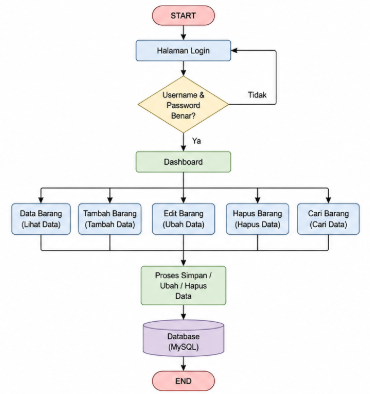 START
Halaman Login
Username &
Password
Benar?
Tidak
Ya
Dashboard
Data Barang
(Lihat Data)
Tambah Barang
(Tambah Data)
Edit Barang
(Ubah Data)
Hapus Barang
(Hapus Data)
Cari Barang
(Cari Data)
Proses Simpan /
Ubah / Hapus
Data
Database
(MySQL)
END